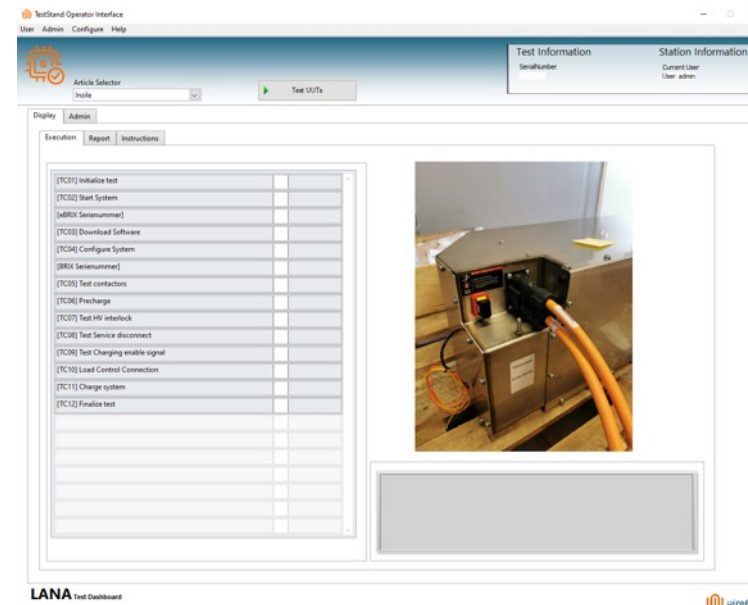 TestStand Operator Interface
User Admin Configure Help
Test Information
SerialNumber
Station Information
Current User
User: admin
Article Selector
Inzile
Test UUTs
Display Admin
Execution Report Instructions
[TC01] Initialize test
[TC02] Start System
[eBRIX Serienummer]
[TC03] Download Software
[TC04] Configure System
[BRIX Serienummer]
[TC05] Test contactors
[TC06] Precharge
[TC07] Test HV interlock
[TC08] Test Service disconnect
[TC09] Test Charging enable signal
[TC10] Load Control Connection
[TC11] Charge system
[TC12] Finalize test
LANA Test Dashboard